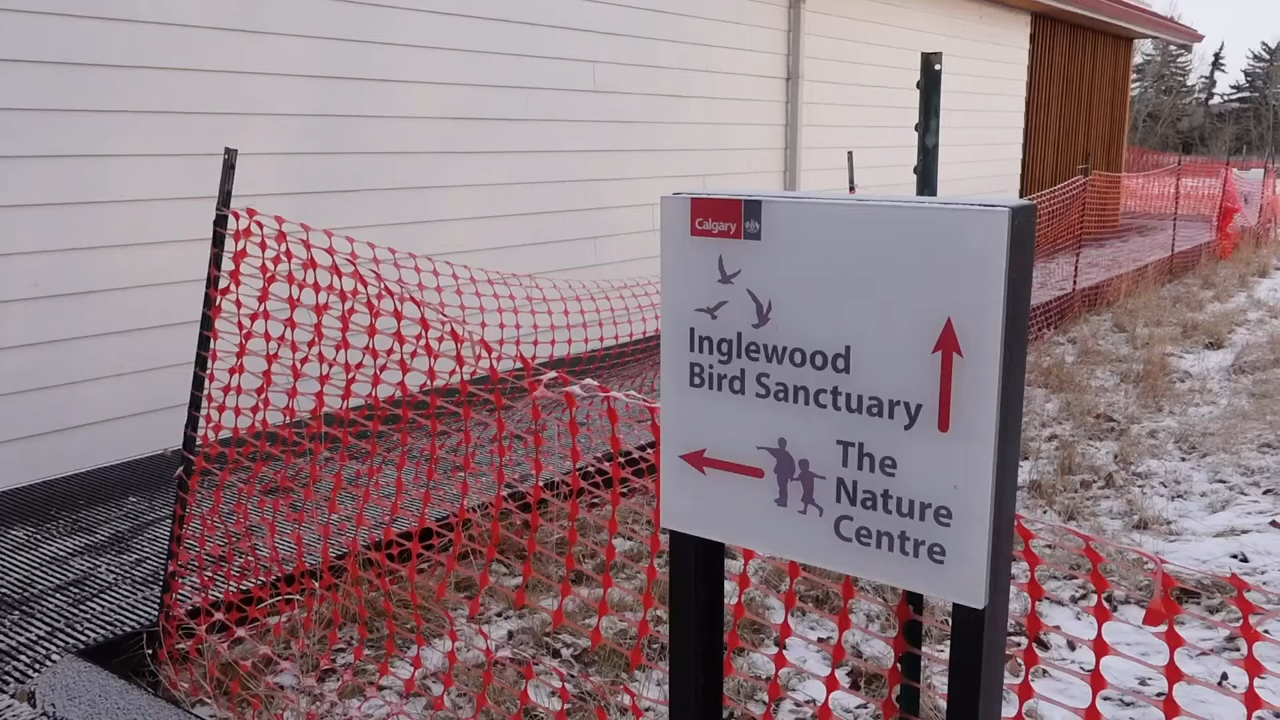 Calgary
Inglewood
Bird Sanctuary
The
Nature
Centre